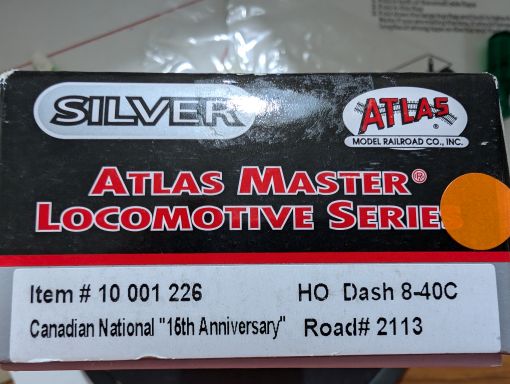 SILVER
ATLAS®
MODEL RAILROAD CO., INC.
ATLAS MASTER®
LOCOMOTIVE SERIES
Item # 10 001 226
HO Dash 8-40C
Canadian National "15th Anniversary"
Road# 2113